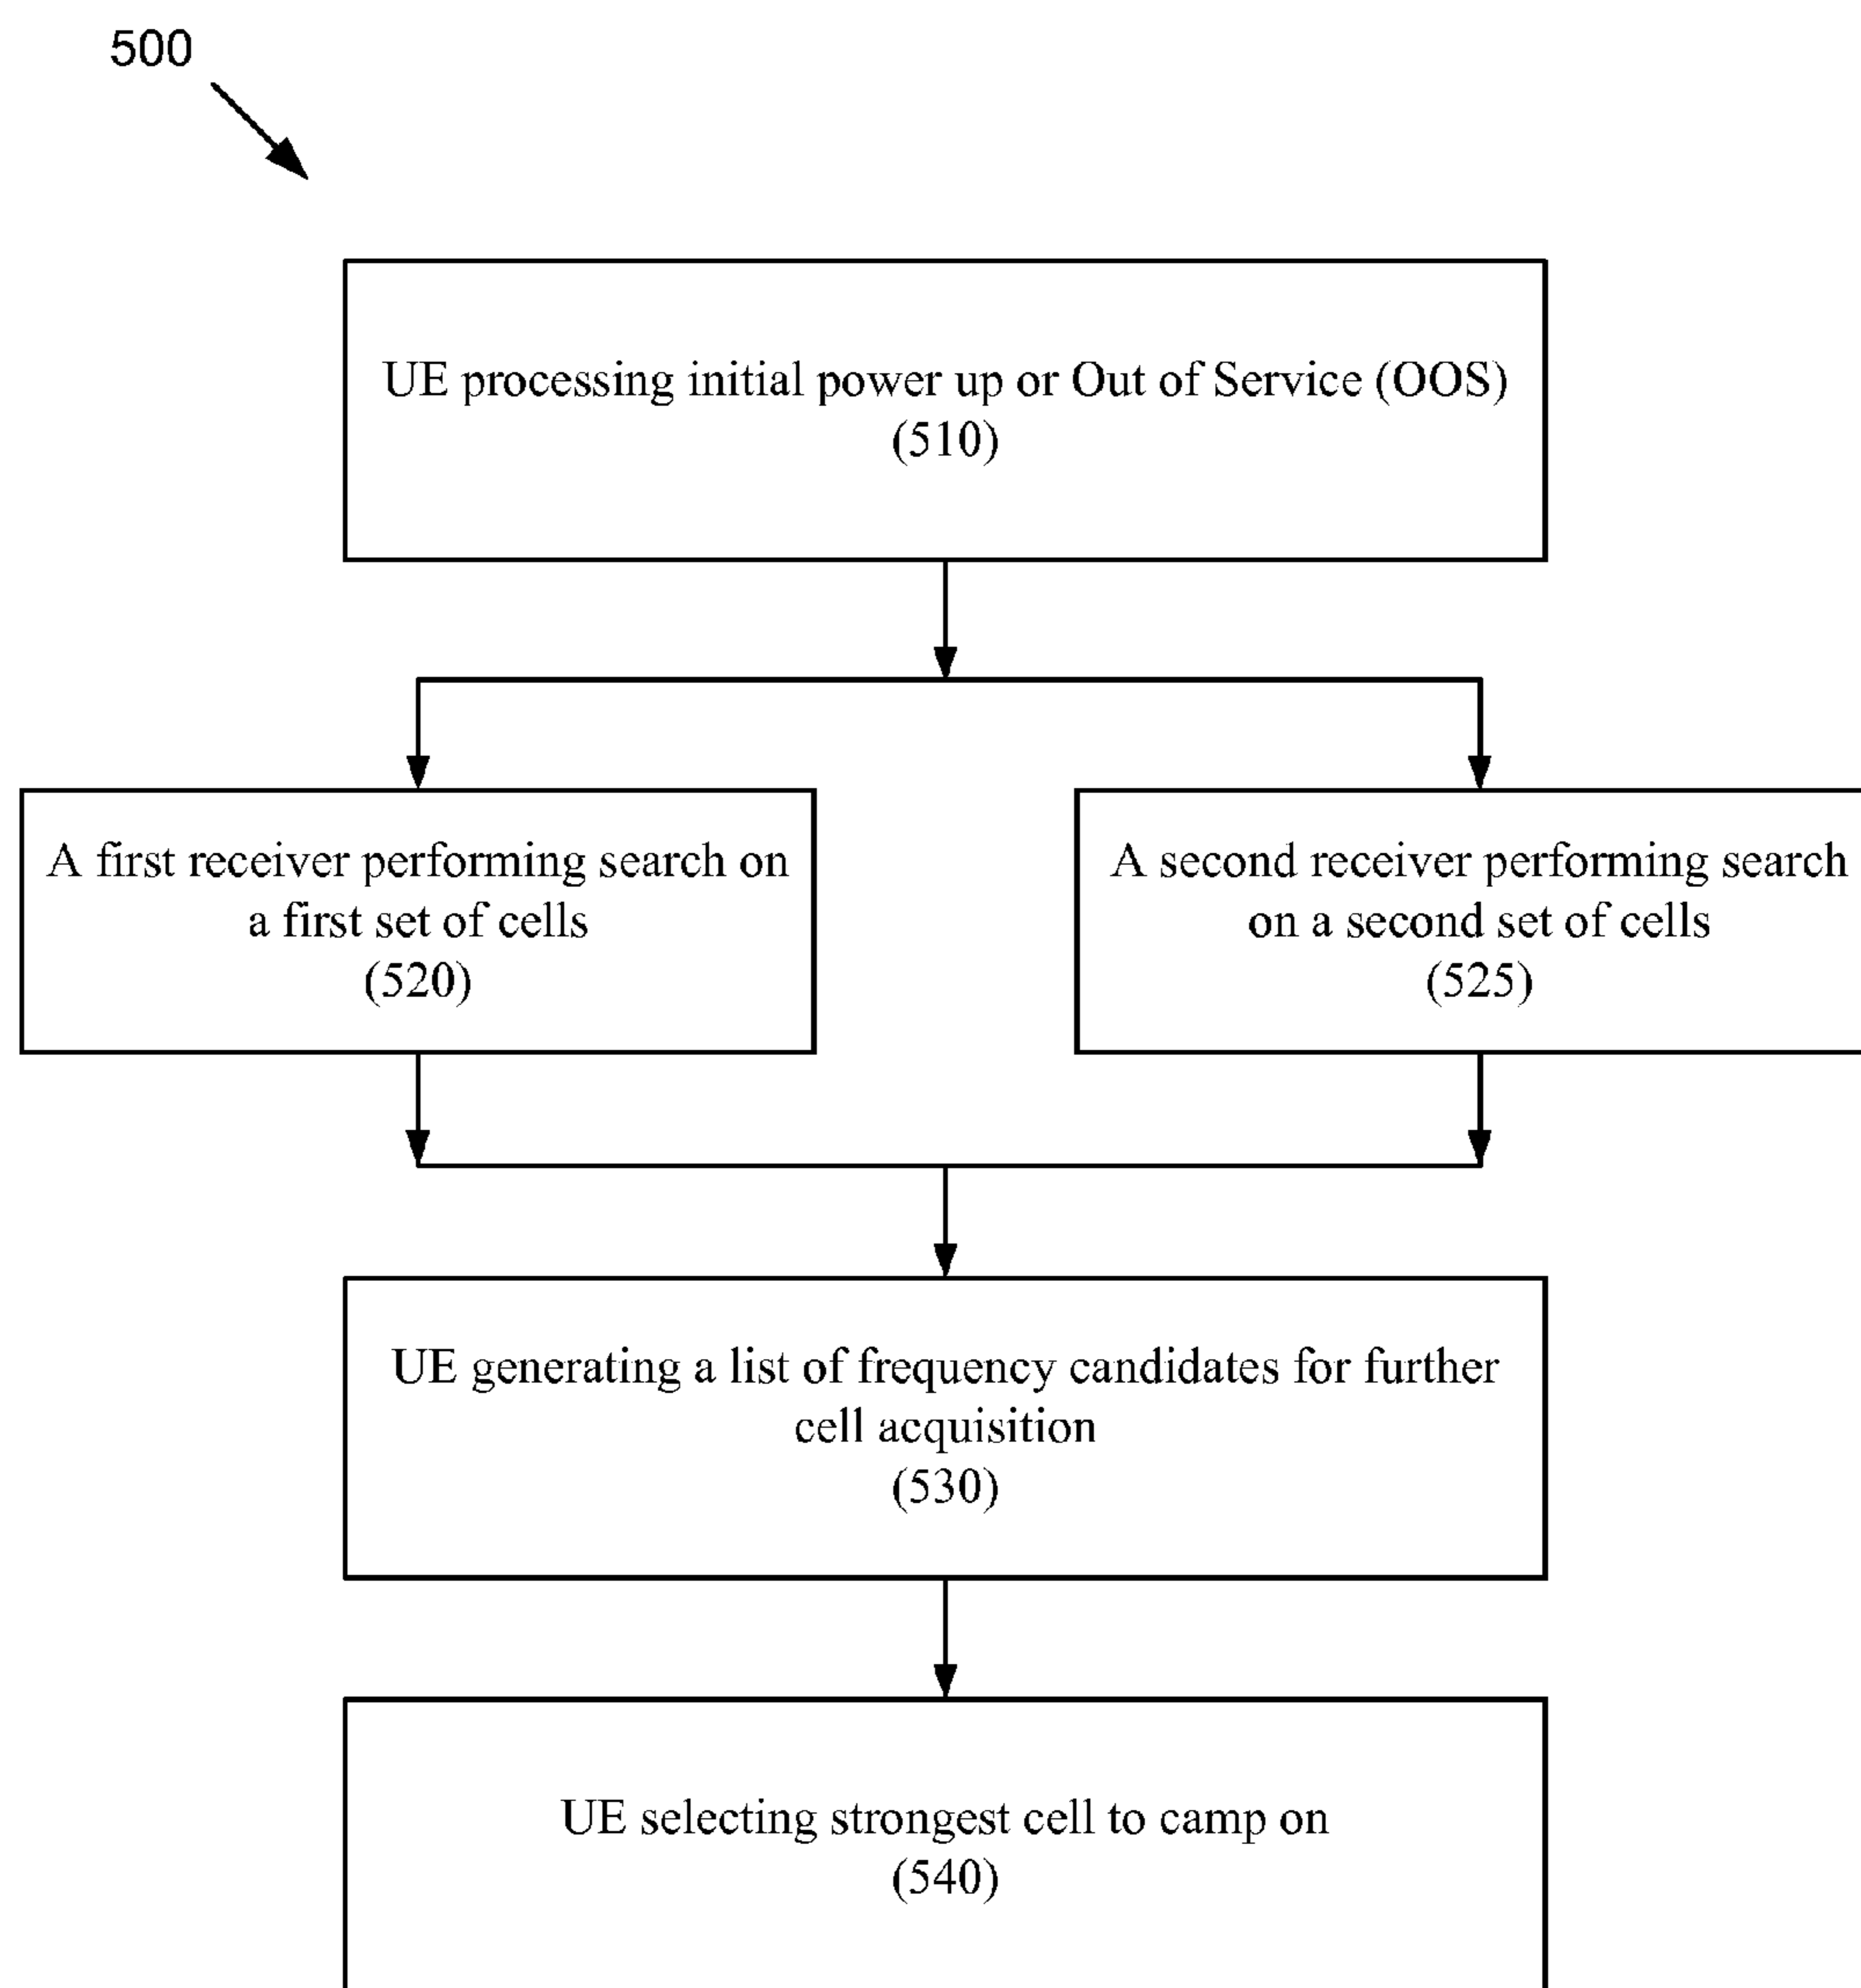 500
UE processing initial power up or Out of Service (OOS)
(510)
A first receiver performing search on
a first set of cells
(520)
A second receiver performing search
on a second set of cells
(525)
UE generating a list of frequency candidates for further
cell acquisition
(530)
UE selecting strongest cell to camp on
(540)